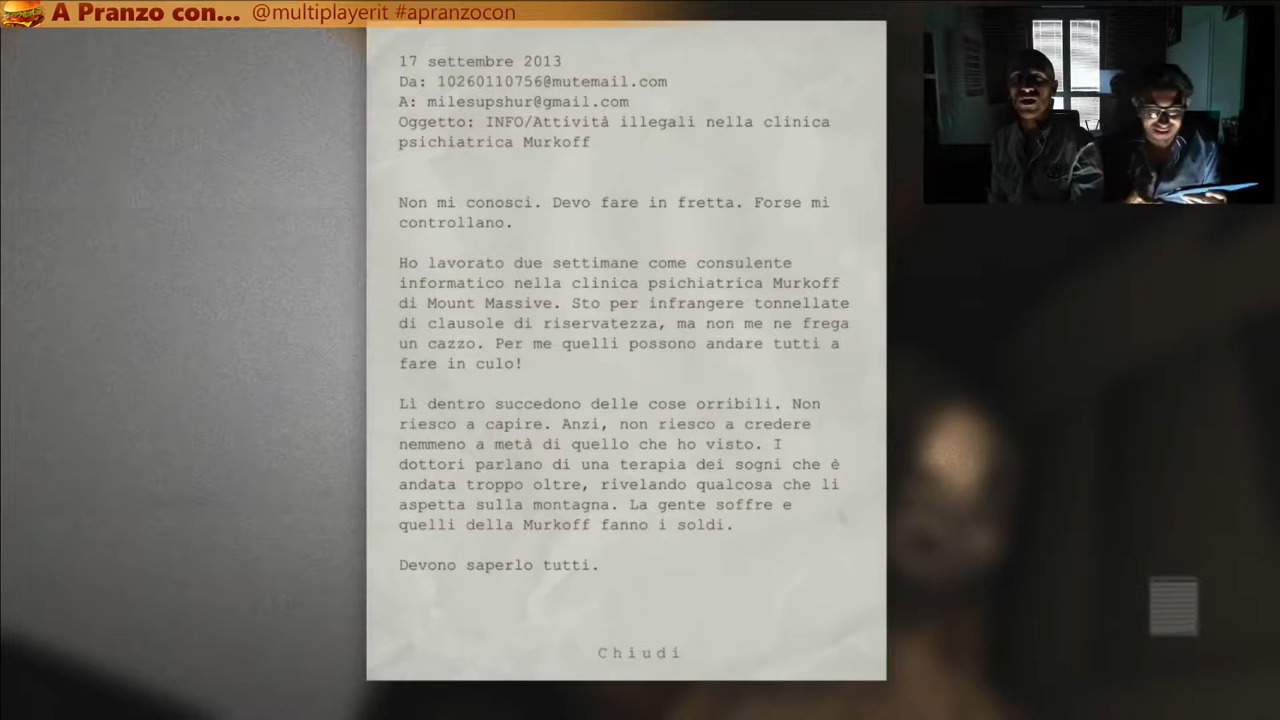 A Pranzo con... @multiplayerit #apranzocon
17 settembre 2013
Da: 10260110756@mutemail.com
A: milesupshur@gmail.com
Oggetto: INFO/Attività illegali nella clinica
psichiatrica Murkoff
Non mi conosci. Devo fare in fretta. Forse mi
controllano.
Ho lavorato due settimane come consulente
informatico nella clinica psichiatrica Murkoff
di Mount Massive. Sto per infrangere tonnellate
di clausole di riservatezza, ma non me ne frega
un cazzo. Per me quelli possono andare tutti a
fare in culo!
Lì dentro succedono delle cose orribili. Non
riesco a capire. Anzi, non riesco a credere
nemmeno a metà di quello che ho visto. I
dottori parlano di una terapia dei sogni che è
andata troppo oltre, rivelando qualcosa che li
aspetta sulla montagna. La gente soffre e
quelli della Murkoff fanno i soldi.
Devono saperlo tutti.
Chiudi